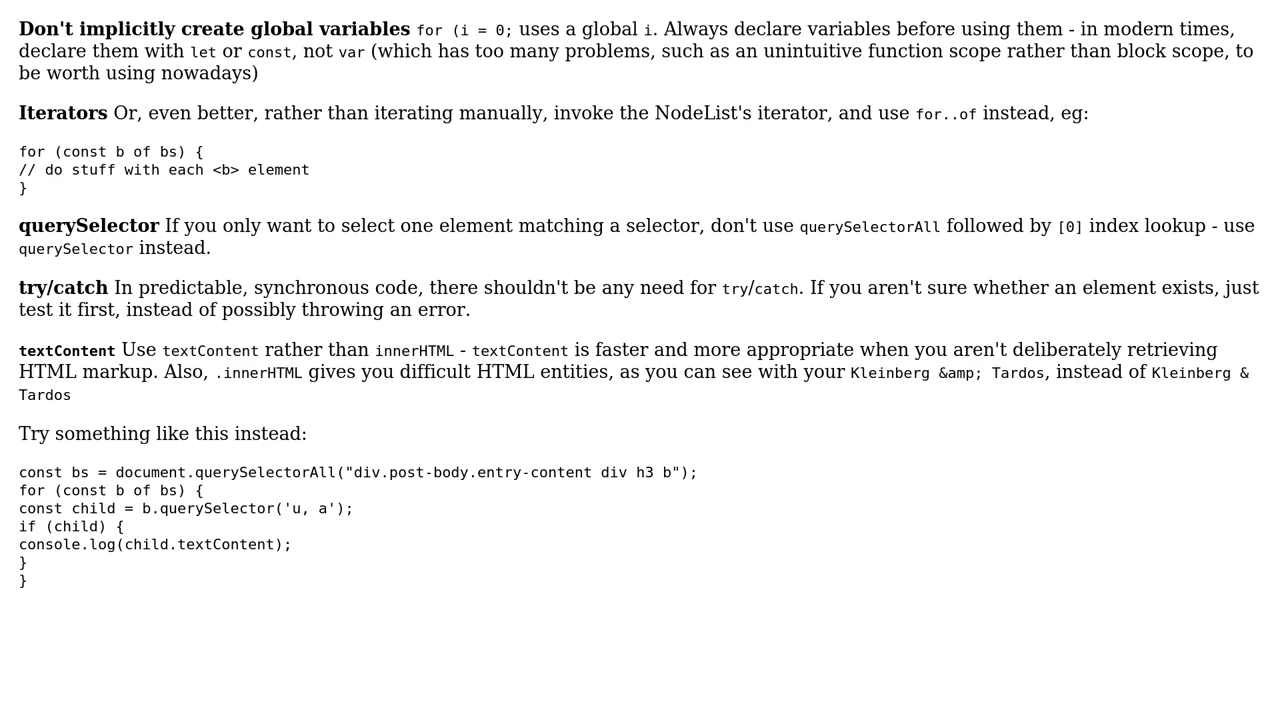 Don't implicitly create global variables for (i = 0; uses a global i. Always declare variables before using them - in modern times,
declare them with let or const, not var (which has too many problems, such as an unintuitive function scope rather than block scope, to
be worth using nowadays)
Iterators Or, even better, rather than iterating manually, invoke the NodeList's iterator, and use for..of instead, eg:
for (const b of bs) {
// do stuff with each <b> element
}
querySelector If you only want to select one element matching a selector, don't use querySelectorAll followed by [0] index lookup - use
querySelector instead.
try/catch In predictable, synchronous code, there shouldn't be any need for try/catch. If you aren't sure whether an element exists, just
test it first, instead of possibly throwing an error.
textContent Use textContent rather than innerHTML - textContent is faster and more appropriate when you aren't deliberately retrieving
HTML markup. Also, .innerHTML gives you difficult HTML entities, as you can see with your Kleinberg &amp; Tardos, instead of Kleinberg &
Tardos
Try something like this instead:
const bs = document.querySelectorAll("div.post-body.entry-content div h3 b");
for (const b of bs) {
const child = b.querySelector('u, a');
if (child) {
console.log(child.textContent);
}
}